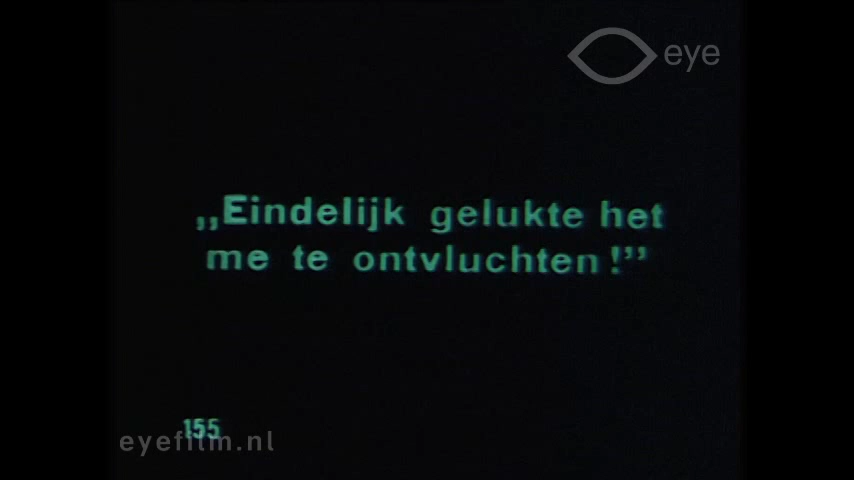 eye
„Eindelijk gelukte het
me te ontvluchten!”
155
eyefilm.nl